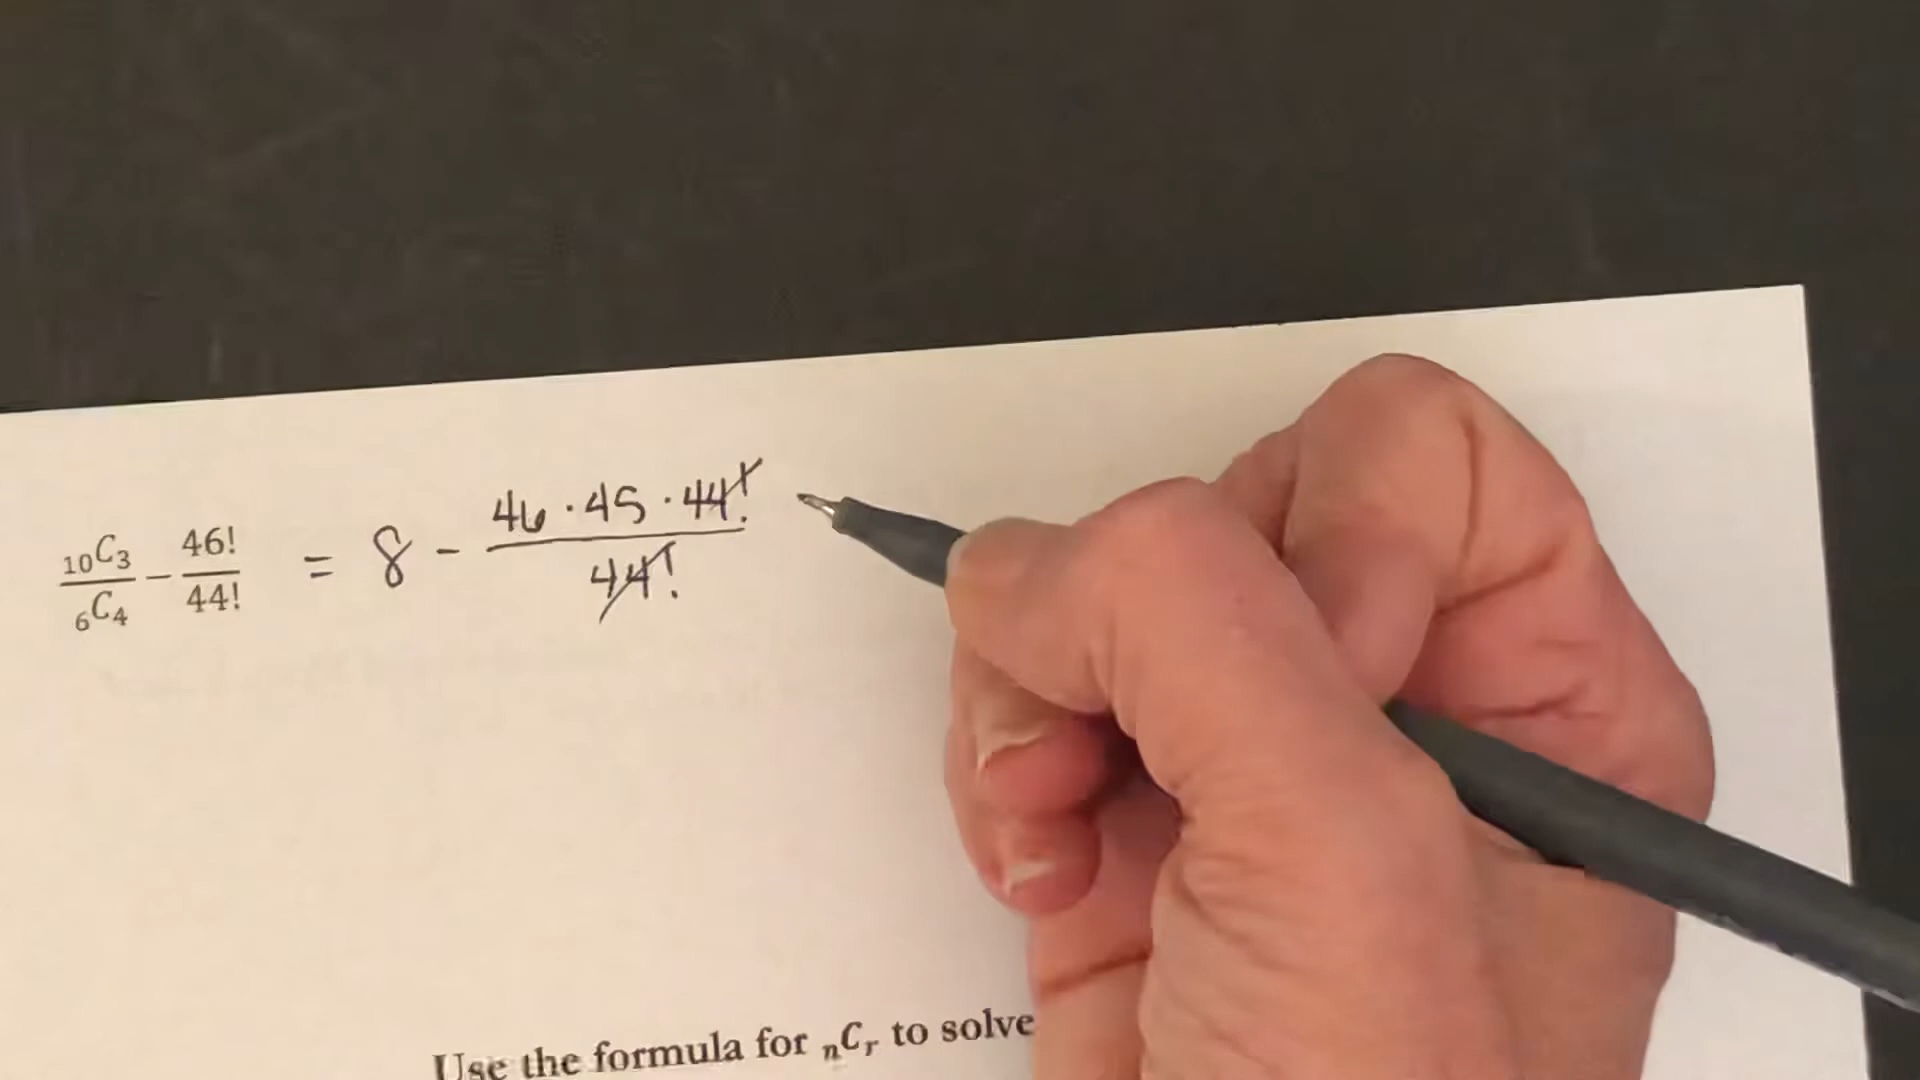 ₁₀C₃/₆C₄ − 46!/44! = 8 - 46 · 45 · 44!/44!
Use the formula for ₙCᵣ to solve